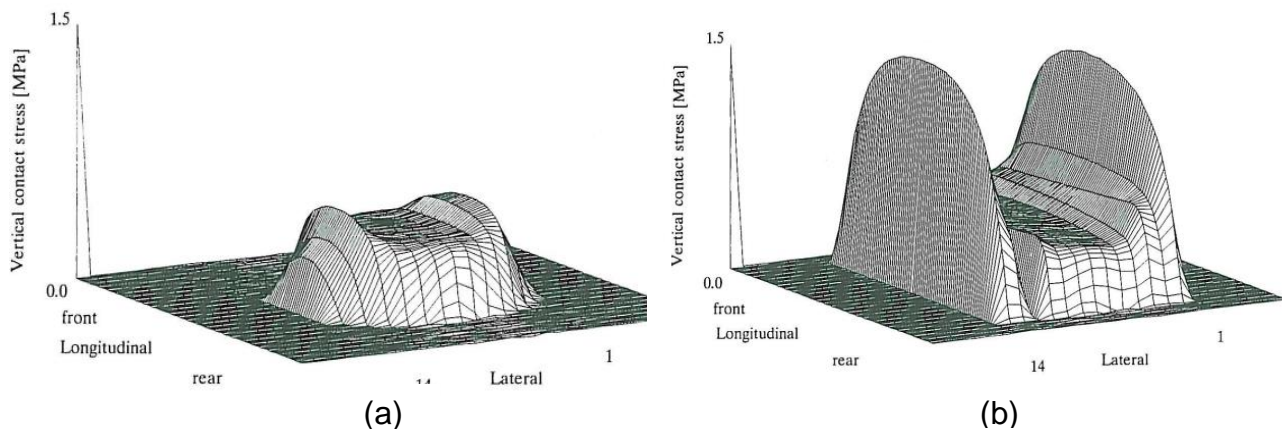 1.5
Vertical contact stress [MPa]
0.0
front
Longitudinal
rear
Lateral
1
(a)
1.5
Vertical contact stress [MPa]
0.0
front
Longitudinal
rear
14
Lateral
1
(b)